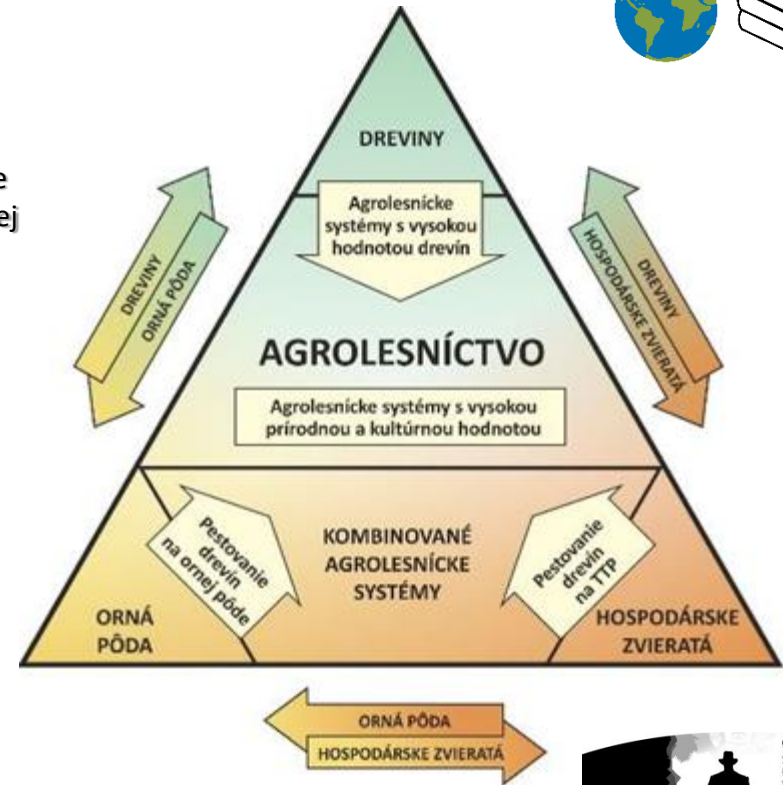 DREVINY
e
ej
Agrolesnícke
systémy s vysokou
hodnotou drevín
DREVINY
ORNÁ PÔDA
DREVINY
HOSPODÁRSKE ZVIERATÁ
AGROLESNÍCTVO
Agrolesnícke systémy s vysokou
prírodnou a kultúrnou hodnotou
Pestovanie
drevín
na ornej pôde
KOMBINOVANÉ
AGROLESNÍCKE
SYSTÉMY
Pestovanie
drevín
na TTP
ORNÁ
PÔDA
HOSPODÁRSKE
ZVIERATÁ
ORNÁ PÔDA
HOSPODÁRSKE ZVIERATÁ